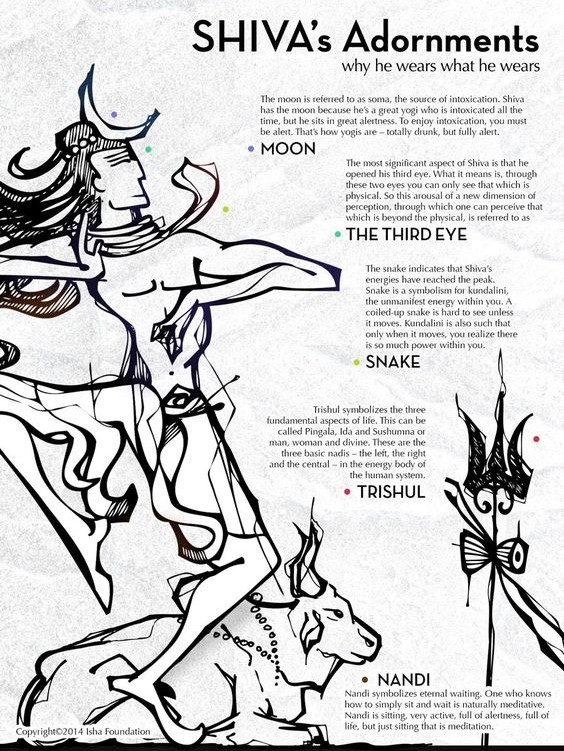 SHIVA's Adornments
why he wears what he wears
The moon is referred to as soma, the source of intoxication. Shiva
has the moon because he's a great yogi who is intoxicated all the
time, but he sits in great alertness. To enjoy intoxication, you must
be alert. That's how yogis are – totally drunk, but fully alert.
MOON
The most significant aspect of Shiva is that he
opened his third eye. What it means is, through
these two eyes you can only see that which is
physical. So this arousal of a new dimension of
perception, through which one can perceive that
which is beyond the physical, is referred to as
THE THIRD EYE
The snake indicates that Shiva's
energies have reached the peak.
Snake is a symbolism for kundalini,
the unmanifest energy within you. A
coiled-up snake is hard to see unless
it moves. Kundalini is also such that
only when it moves, you realize there
is so much power within you.
SNAKE
Trishul symbolizes the three
fundamental aspects of life. This can be
called Pingala, Ida and Sushumna or
man, woman and divine. These are the
three basic nadis – the left, the right
and the central – in the energy body of
the human system.
TRISHUL
NANDI
Nandi symbolizes eternal waiting. One who knows
how to simply sit and wait is naturally meditative.
Nandi is sitting, very active, full of alertness, full of
life, but just sitting that is meditation.
Copyright©2014 Isha Foundation